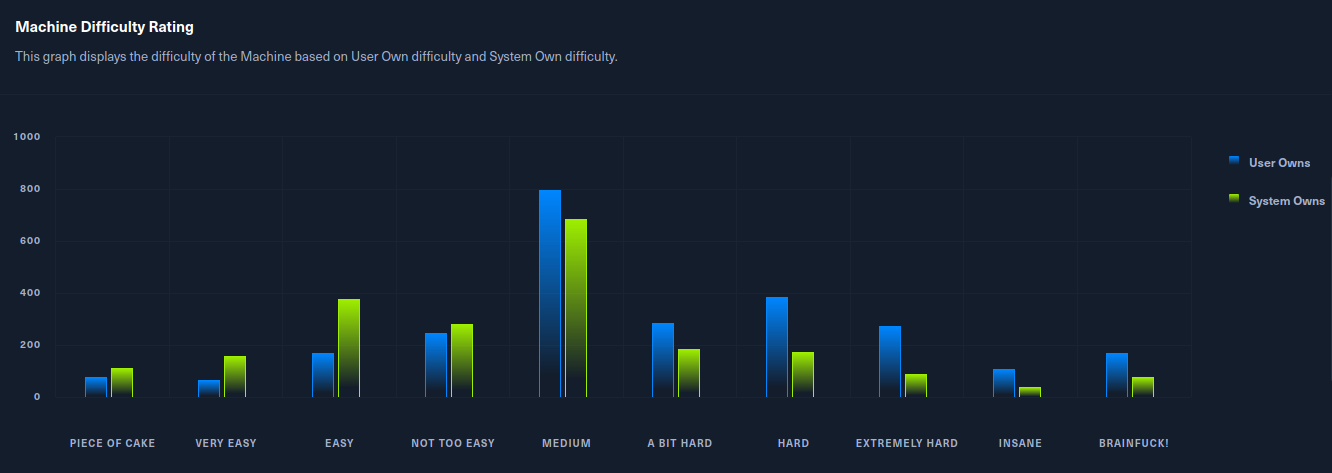 Machine Difficulty Rating
This graph displays the difficulty of the Machine based on User Own difficulty and System Own difficulty.
1000
800
600
400
200
0
User Owns
System Owns
PIECE OF CAKE
VERY EASY
EASY
NOT TOO EASY
MEDIUM
A BIT HARD
HARD
EXTREMELY HARD
INSANE
BRAINFUCK!